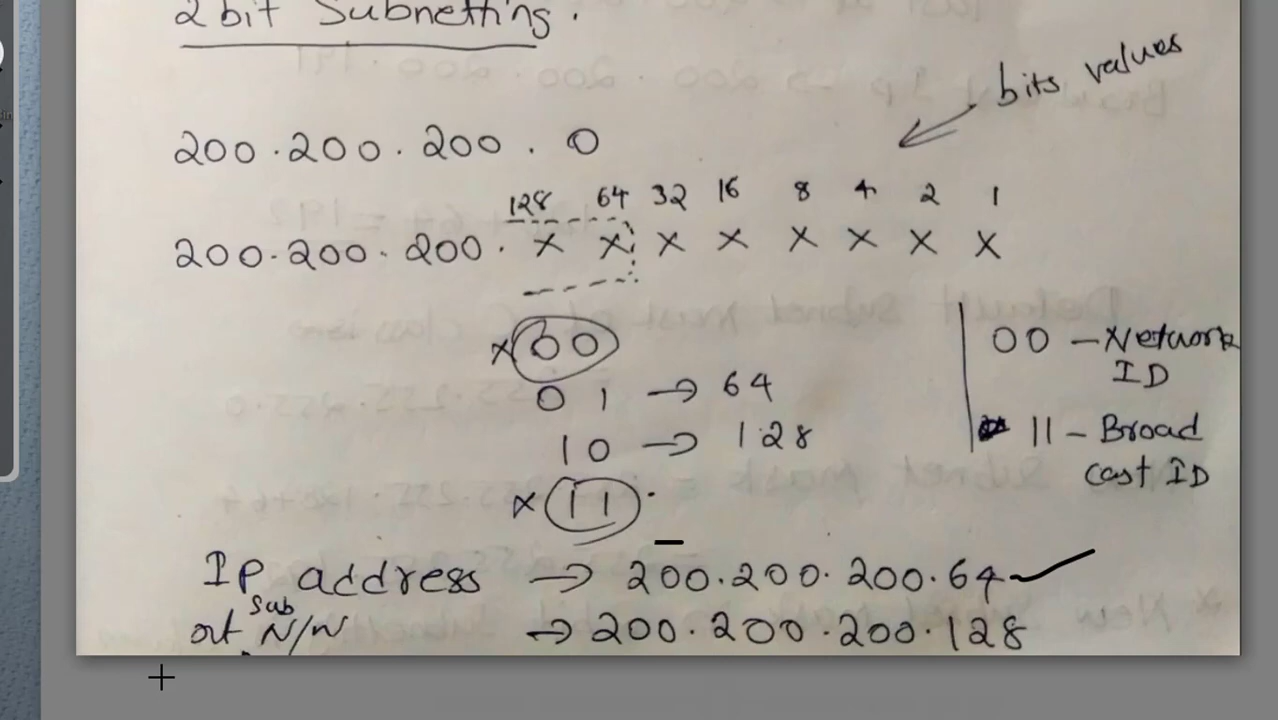 2 bit Subnetting.
bits values
200.200.200.0
128 64 32 16 8 4 2 1
200.200.200. x x x x x x x x
x 00
01 → 64
10 → 128
x 11.
00 - Network
ID
11 - Broad
cast ID
IP address → 200.200.200.64
sub
of N/W → 200.200.200.128